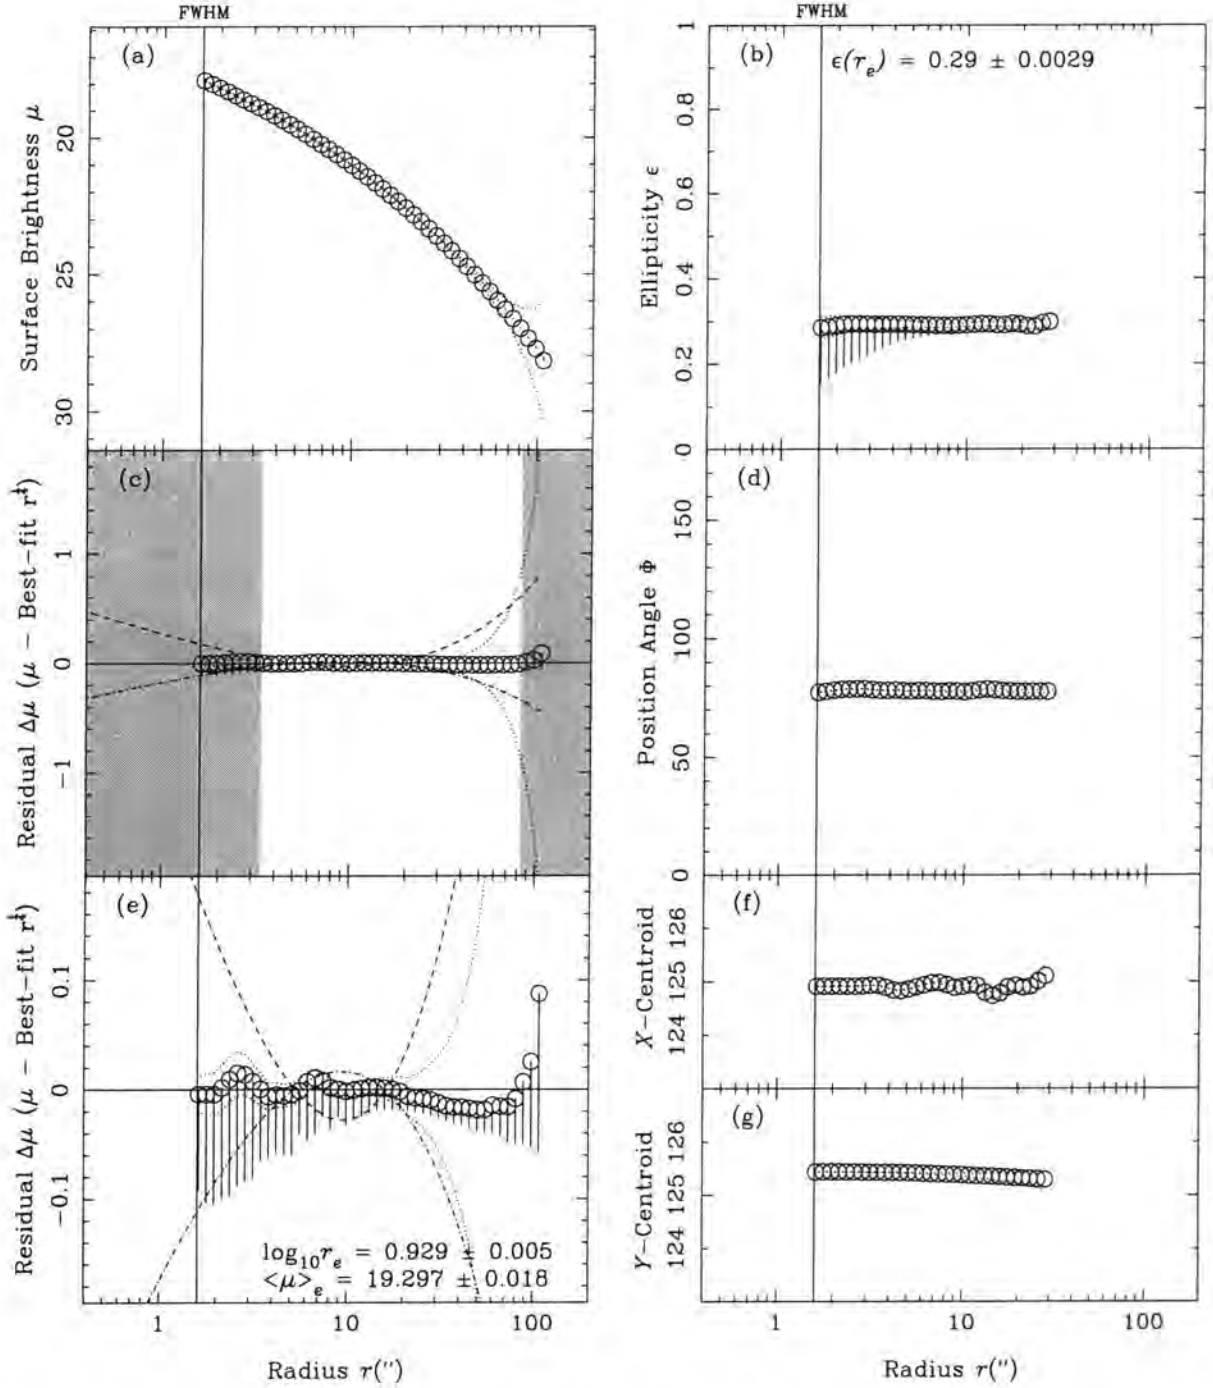 FWHM
FWHM
(a)
Surface Brightness μ
20
25
30
(b)
ϵ(rₑ) = 0.29 ± 0.0029
Ellipticity ϵ
1
0.8
0.6
0.4
0.2
0
(c)
Residual Δμ (μ − Best−fit r^¼)
1
0
−1
(d)
Position Angle Φ
150
100
50
0
(e)
Residual Δμ (μ − Best−fit r^¼)
0.1
0
−0.1
log₁₀rₑ = 0.929 ± 0.005
<μ>ₑ = 19.297 ± 0.018
(f)
X−Centroid
126
125
124
(g)
Y−Centroid
126
125
124
1 10 100
Radius r(")
1 10 100
Radius r(")